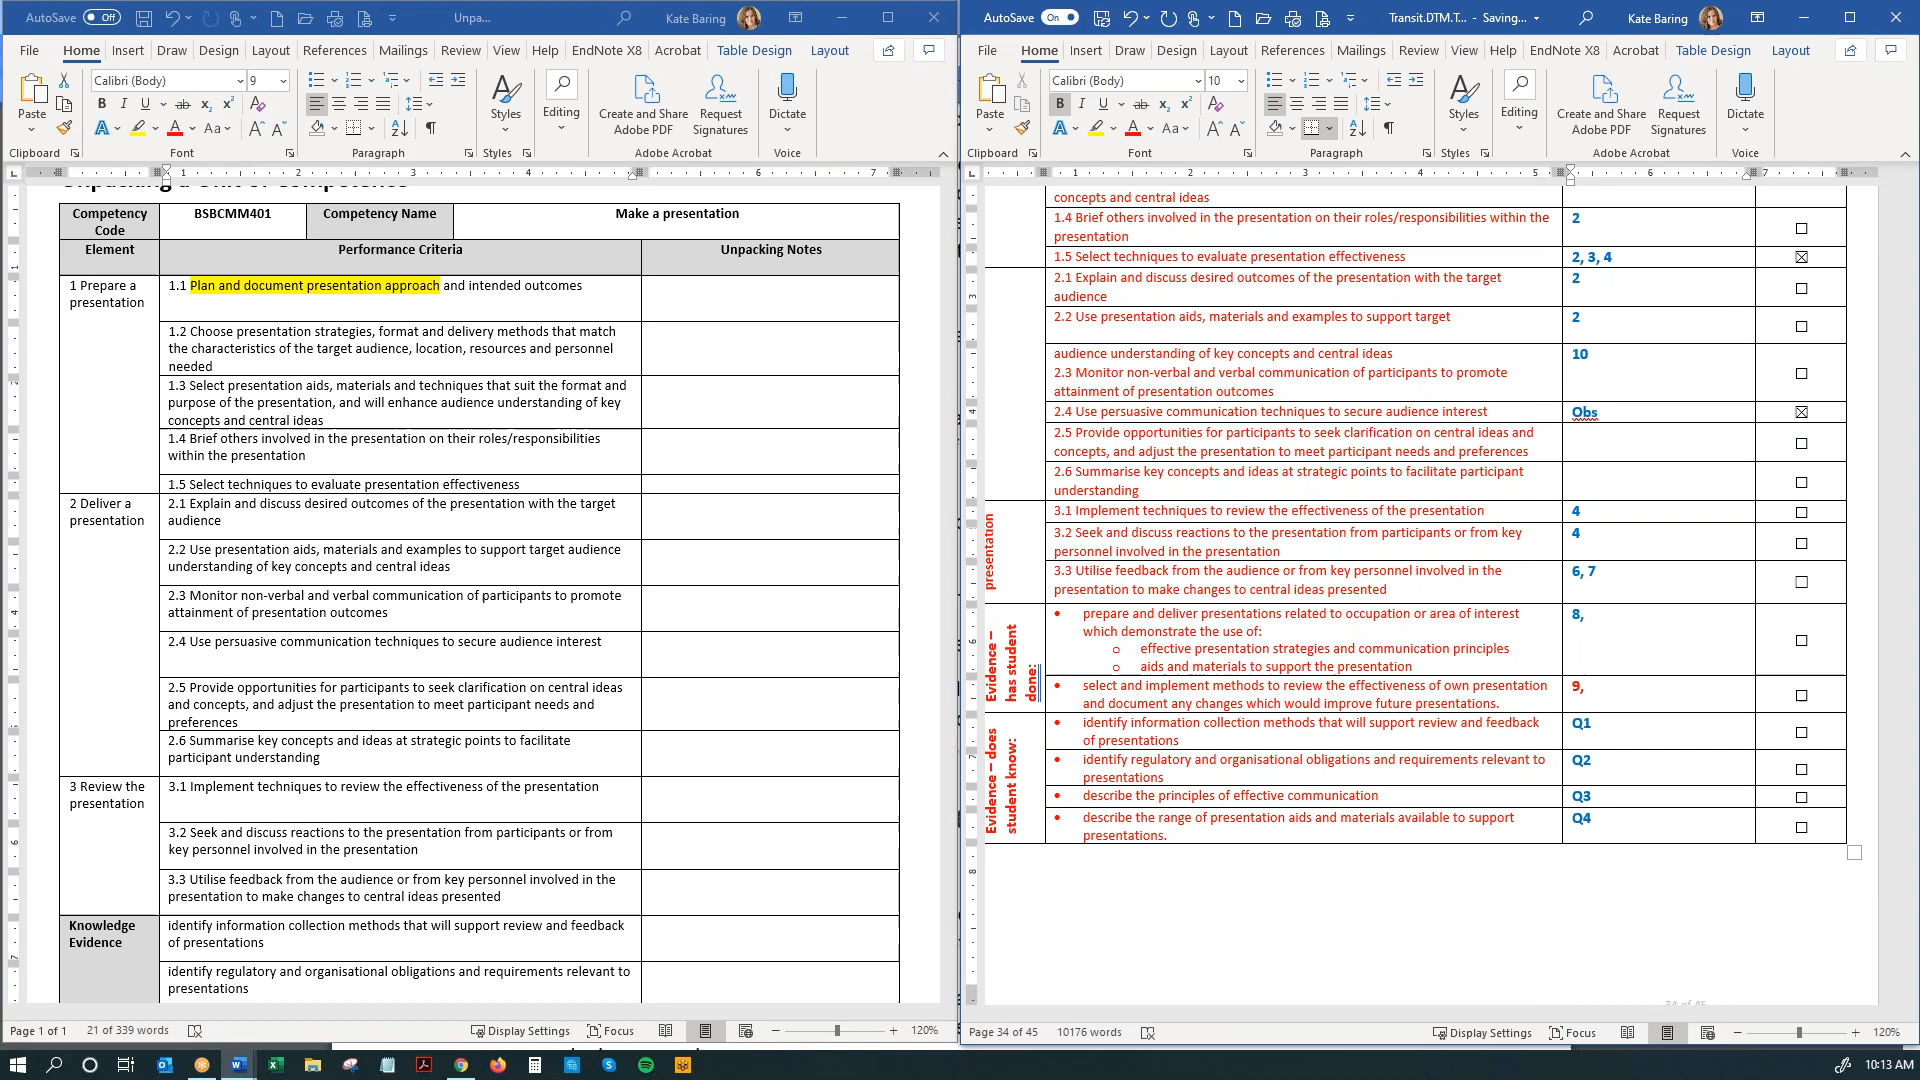 AutoSave Off Unpa... Kate Baring
File Home Insert Draw Design Layout References Mailings Review View Help EndNote X8 Acrobat Table Design Layout
Calibri (Body) 9
Paste Styles Editing Create and Share Adobe PDF Request Signatures Dictate
Clipboard Font Paragraph Styles Adobe Acrobat Voice
Unpacking a Unit of Competence
Competency Code BSBCMM401 Competency Name Make a presentation
Element Performance Criteria Unpacking Notes
1 Prepare a presentation
1.1 Plan and document presentation approach and intended outcomes
1.2 Choose presentation strategies, format and delivery methods that match
the characteristics of the target audience, location, resources and personnel
needed
1.3 Select presentation aids, materials and techniques that suit the format and
purpose of the presentation, and will enhance audience understanding of key
concepts and central ideas
1.4 Brief others involved in the presentation on their roles/responsibilities
within the presentation
1.5 Select techniques to evaluate presentation effectiveness
2 Deliver a presentation
2.1 Explain and discuss desired outcomes of the presentation with the target
audience
2.2 Use presentation aids, materials and examples to support target audience
understanding of key concepts and central ideas
2.3 Monitor non-verbal and verbal communication of participants to promote
attainment of presentation outcomes
2.4 Use persuasive communication techniques to secure audience interest
2.5 Provide opportunities for participants to seek clarification on central ideas
and concepts, and adjust the presentation to meet participant needs and
preferences
2.6 Summarise key concepts and ideas at strategic points to facilitate
participant understanding
3 Review the presentation
3.1 Implement techniques to review the effectiveness of the presentation
3.2 Seek and discuss reactions to the presentation from participants or from
key personnel involved in the presentation
3.3 Utilise feedback from the audience or from key personnel involved in the
presentation to make changes to central ideas presented
Knowledge Evidence
identify information collection methods that will support review and feedback
of presentations
identify regulatory and organisational obligations and requirements relevant to
presentations
Page 1 of 1 21 of 339 words Display Settings Focus 120%
AutoSave On Transit.DTM.T... - Saving... Kate Baring
File Home Insert Draw Design Layout References Mailings Review View Help EndNote X8 Acrobat Table Design Layout
Calibri (Body) 10
Paste Styles Editing Create and Share Adobe PDF Request Signatures Dictate
Clipboard Font Paragraph Styles Adobe Acrobat Voice
concepts and central ideas
1.4 Brief others involved in the presentation on their roles/responsibilities within the 2
presentation
1.5 Select techniques to evaluate presentation effectiveness 2, 3, 4
2.1 Explain and discuss desired outcomes of the presentation with the target 2
audience
2.2 Use presentation aids, materials and examples to support target 2
audience understanding of key concepts and central ideas 10
2.3 Monitor non-verbal and verbal communication of participants to promote
attainment of presentation outcomes
2.4 Use persuasive communication techniques to secure audience interest Obs
2.5 Provide opportunities for participants to seek clarification on central ideas and
concepts, and adjust the presentation to meet participant needs and preferences
2.6 Summarise key concepts and ideas at strategic points to facilitate participant
understanding
presentation
3.1 Implement techniques to review the effectiveness of the presentation 4
3.2 Seek and discuss reactions to the presentation from participants or from key 4
personnel involved in the presentation
3.3 Utilise feedback from the audience or from key personnel involved in the 6, 7
presentation to make changes to central ideas presented
Evidence –
has student
done:
• prepare and deliver presentations related to occupation or area of interest 8,
which demonstrate the use of:
o effective presentation strategies and communication principles
o aids and materials to support the presentation
• select and implement methods to review the effectiveness of own presentation 9,
and document any changes which would improve future presentations.
Evidence – does
student know:
• identify information collection methods that will support review and feedback Q1
of presentations
• identify regulatory and organisational obligations and requirements relevant to Q2
presentations
• describe the principles of effective communication Q3
• describe the range of presentation aids and materials available to support Q4
presentations.
34 of 45
Page 34 of 45 10176 words Display Settings Focus 120%
10:13 AM